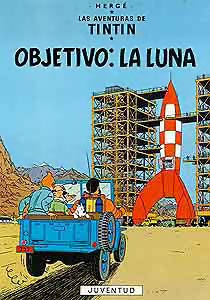 HERGÉ
LAS AVENTURAS DE
TINTIN
OBJETIVO: LA LUNA
JUVENTUD